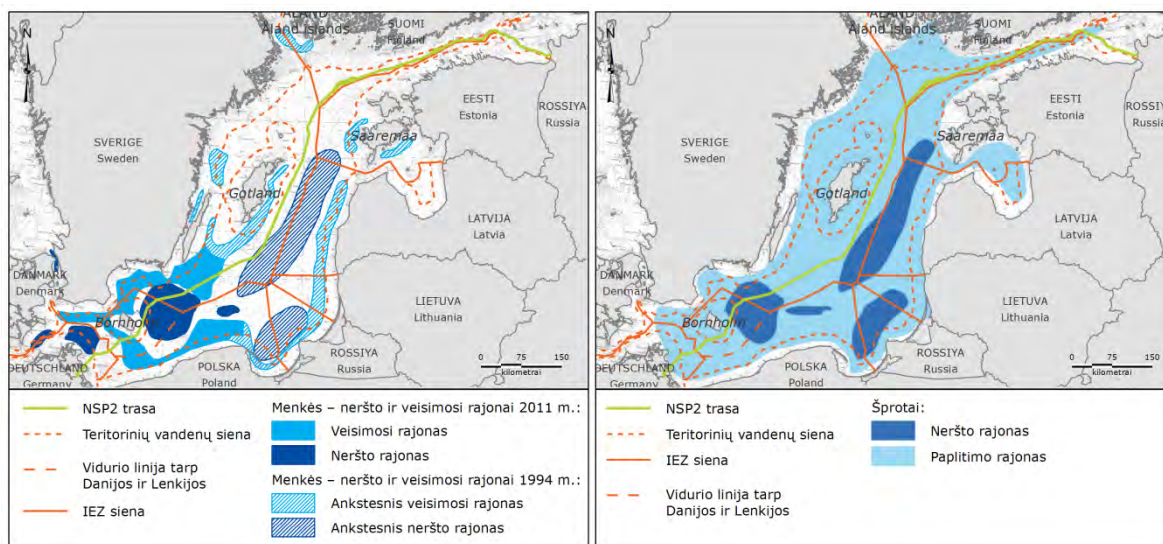 N
ÅLAND
Åland Islands
SUOMI
Finland
EESTI
Estonia
ROSSIYA
Russia
SVERIGE
Sweden
Saaremaa
Gotland
LATVIJA
Latvia
DANMARK
Denmark
LIETUVA
Lithuania
Bornholm
ROSSIYA
Russia
DEUTSCHLAND
Germany
POLSKA
Poland
0 75 150
kilometrai
NSP2 trasa
Teritorinių vandenų siena
Vidurio linija tarp
Danijos ir Lenkijos
IEZ siena
Menkės – neršto ir veisimosi rajonai 2011 m.:
Veisimosi rajonas
Neršto rajonas
Menkės – neršto ir veisimosi rajonai 1994 m.:
Ankstesnis veisimosi rajonas
Ankstesnis neršto rajonas
N
ÅLAND
Åland Islands
SUOMI
Finland
EESTI
Estonia
ROSSIYA
Russia
SVERIGE
Sweden
Saaremaa
Gotland
LATVIJA
Latvia
DANMARK
Denmark
LIETUVA
Lithuania
Bornholm
ROSSIYA
Russia
DEUTSCHLAND
Germany
POLSKA
Poland
0 75 150
kilometrai
NSP2 trasa
Teritorinių vandenų siena
IEZ siena
Vidurio linija tarp
Danijos ir Lenkijos
Šprotai:
Neršto rajonas
Paplitimo rajonas